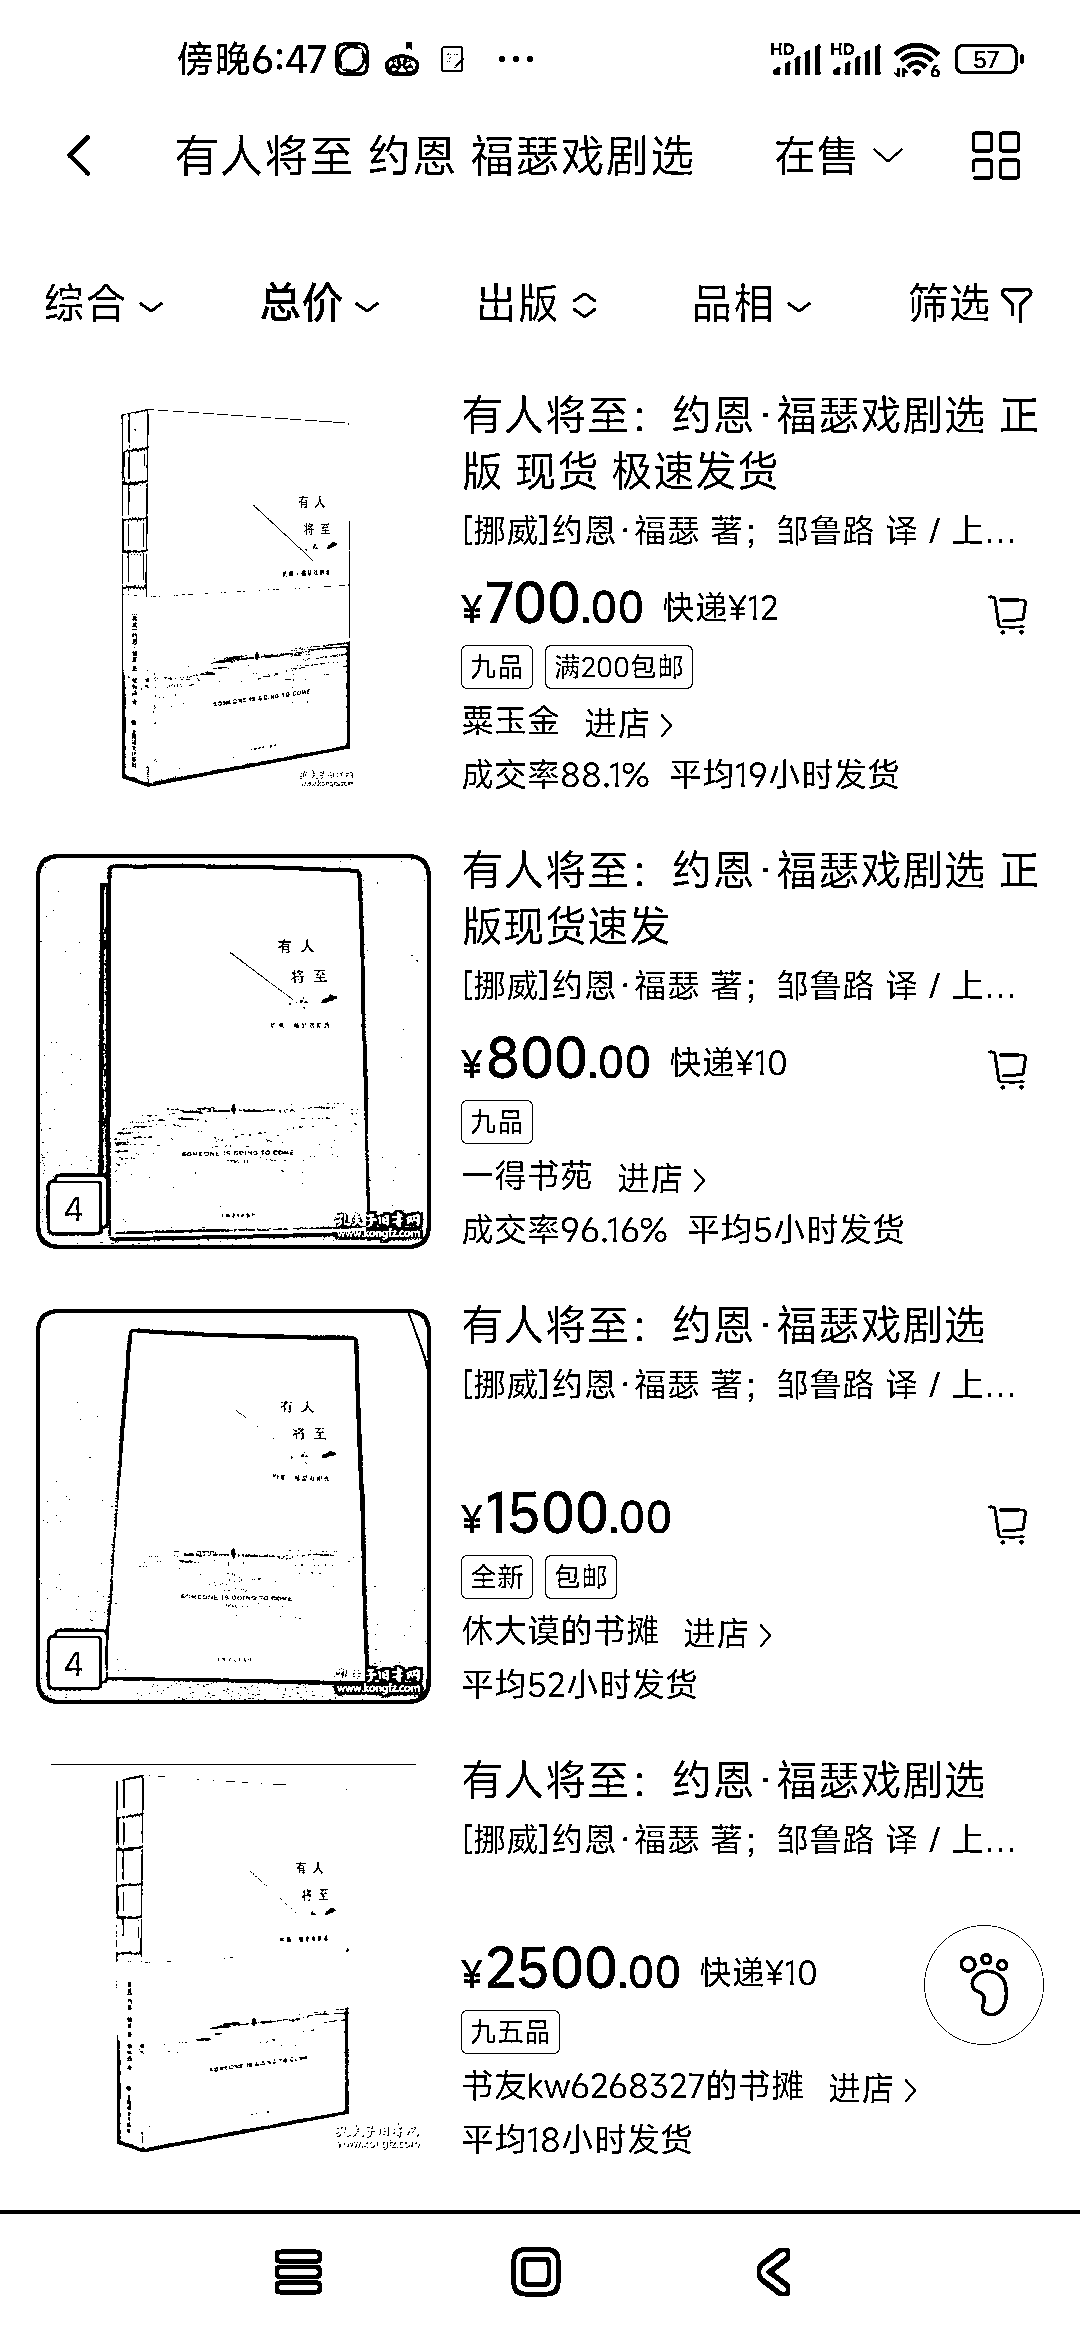 傍晚6:47 ... HD HD 6 57
有人将至 约恩 福瑟戏剧选 在售
综合 总价 出版 品相 筛选
有人将至：约恩·福瑟戏剧选 正
版 现货 极速发货
[挪威]约恩·福瑟 著；邹鲁路 译 / 上...
¥700.00 快递¥12
九品 满200包邮
粟玉金 进店
成交率88.1% 平均19小时发货
有人
将至
SOMEONE IS GOING TO COME
有人将至：约恩·福瑟戏剧选 正
版现货速发
[挪威]约恩·福瑟 著；邹鲁路 译 / 上...
¥800.00 快递¥10
九品
一得书苑 进店
成交率96.16% 平均5小时发货
有人
将至
SOMEONE IS GOING TO COME
4
孔夫子旧书网
www.kongfz.com
有人将至：约恩·福瑟戏剧选
[挪威]约恩·福瑟 著；邹鲁路 译 / 上...
¥1500.00
全新 包邮
休大谟的书摊 进店
平均52小时发货
有人
将至
SOMEONE IS GOING TO COME
4
孔夫子旧书网
www.kongfz.com
有人将至：约恩·福瑟戏剧选
[挪威]约恩·福瑟 著；邹鲁路 译 / 上...
¥2500.00 快递¥10
九五品
书友kw6268327的书摊 进店
平均18小时发货
有人
将至